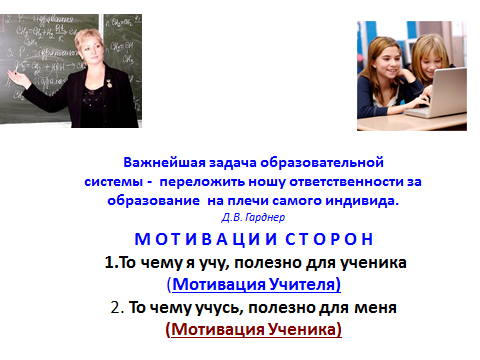 Важнейшая задача образовательной
системы - переложить ношу ответственности за
образование на плечи самого индивида.
Д.В. Гарднер
М О Т И В А Ц И И С Т О Р О Н
1.То чему я учу, полезно для ученика
(Мотивация Учителя)
2. То чему учусь, полезно для меня
(Мотивация Ученика)